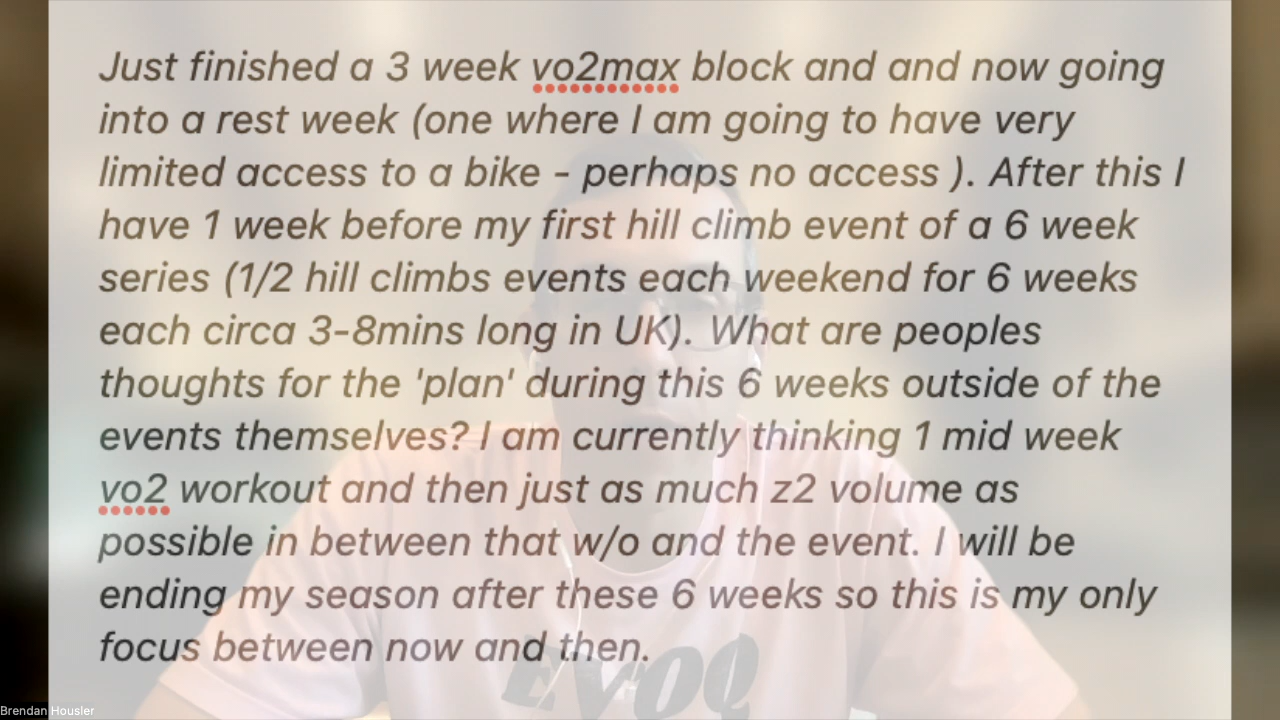 Just finished a 3 week vo2max block and and now going
into a rest week (one where I am going to have very
limited access to a bike - perhaps no access ). After this I
have 1 week before my first hill climb event of a 6 week
series (1/2 hill climbs events each weekend for 6 weeks
each circa 3-8mins long in UK). What are peoples
thoughts for the 'plan' during this 6 weeks outside of the
events themselves? I am currently thinking 1 mid week
vo2 workout and then just as much z2 volume as
possible in between that w/o and the event. I will be
ending my season after these 6 weeks so this is my only
focus between now and then.
EVOQ
Brendan Housler